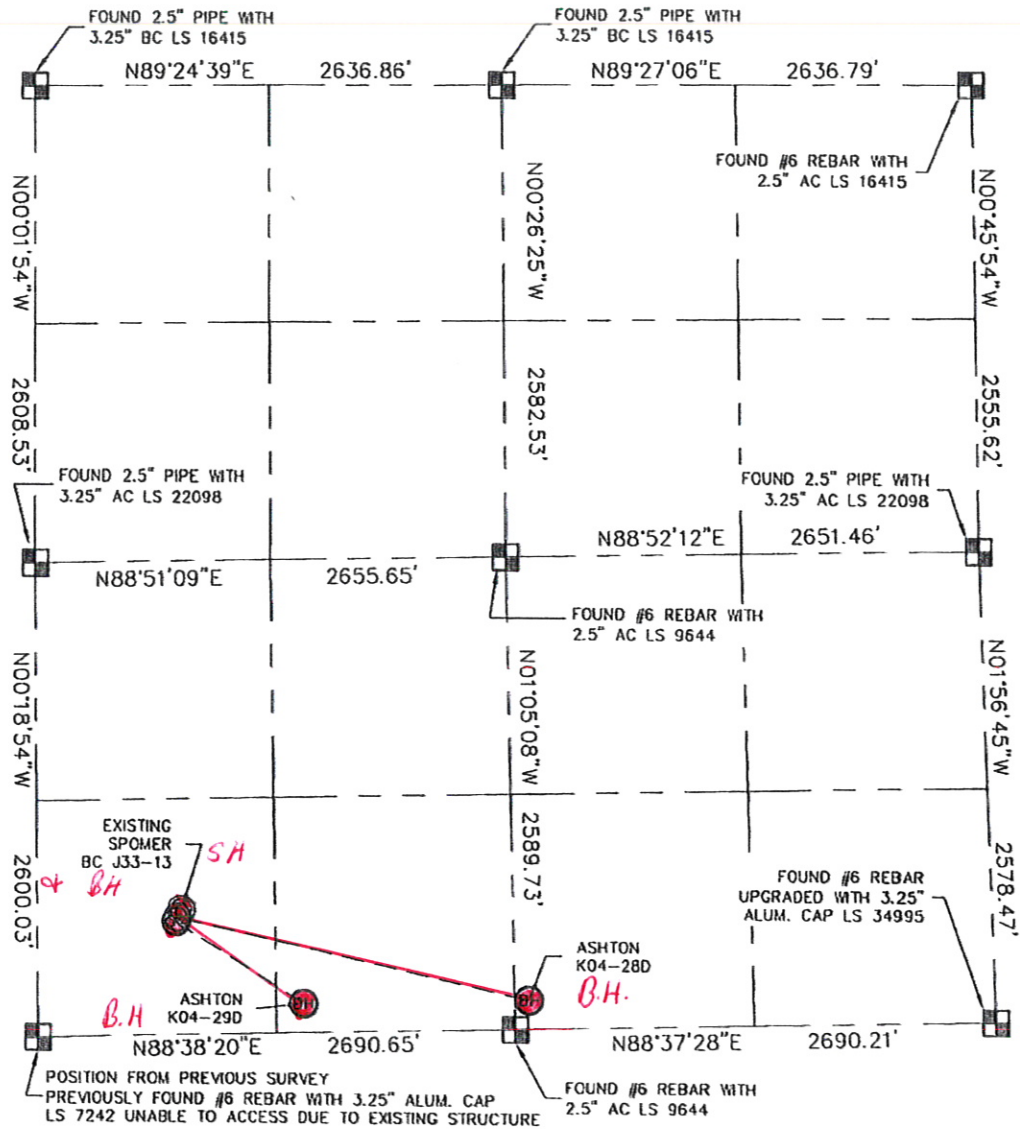 FOUND 2.5" PIPE WITH
3.25" BC LS 16415
FOUND 2.5" PIPE WITH
3.25" BC LS 16415
N89°24'39"E 2636.86'
N89°27'06"E 2636.79'
FOUND #6 REBAR WITH
2.5" AC LS 16415
N00°01'54"W
2608.53'
N00°26'25"W
2582.53'
N00°45'54"W
2555.62'
FOUND 2.5" PIPE WITH
3.25" AC LS 22098
FOUND 2.5" PIPE WITH
3.25" AC LS 22098
N88°51'09"E 2655.65'
N88°52'12"E 2651.46'
FOUND #6 REBAR WITH
2.5" AC LS 9644
N00°18'54"W
2600.03'
N01°05'08"W
2589.73'
N01°56'45"W
2578.47'
EXISTING
SPOMER
BC J33-13
SH
& BH
FOUND #6 REBAR
UPGRADED WITH 3.25"
ALUM. CAP LS 34995
ASHTON
K04-28D
BH
B.H.
B.H
ASHTON
K04-29D
BH
N88°38'20"E 2690.65'
N88°37'28"E 2690.21'
POSITION FROM PREVIOUS SURVEY
PREVIOUSLY FOUND #6 REBAR WITH 3.25" ALUM. CAP
LS 7242 UNABLE TO ACCESS DUE TO EXISTING STRUCTURE
FOUND #6 REBAR WITH
2.5" AC LS 9644